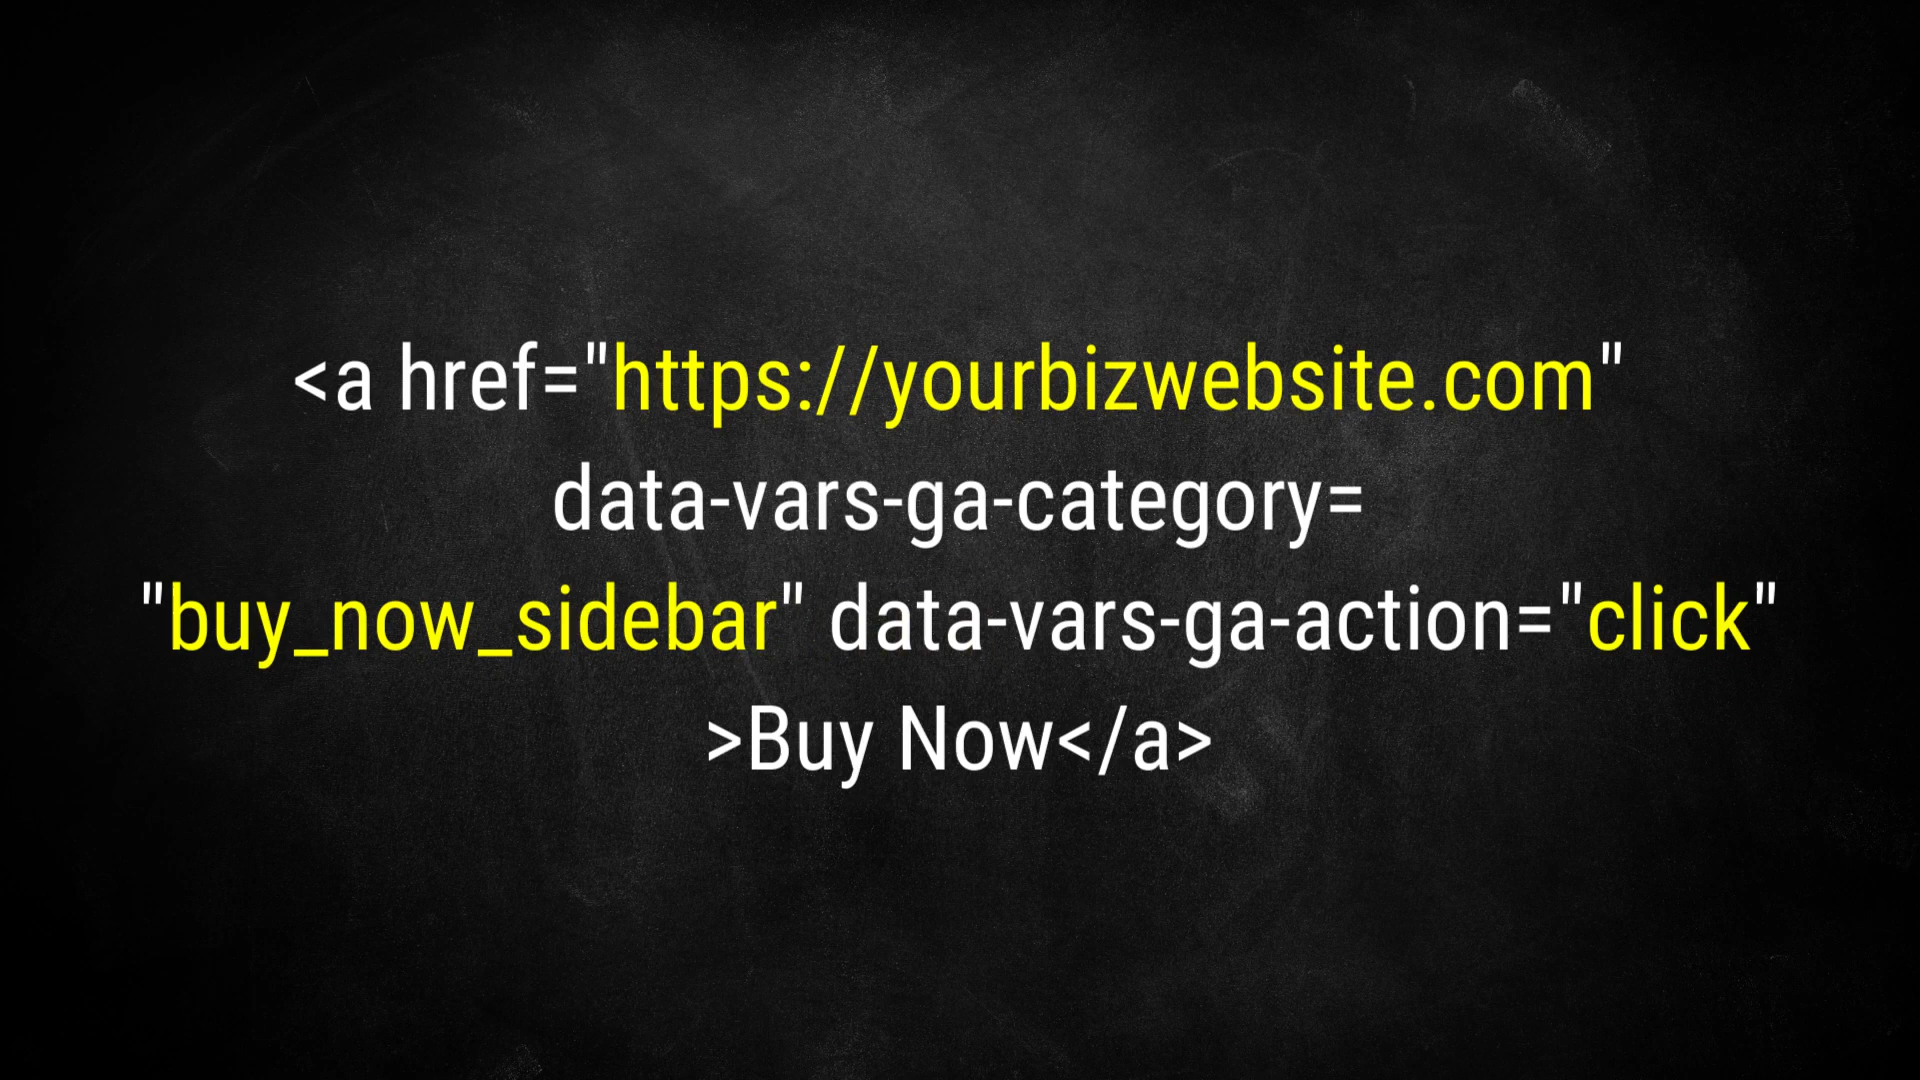 <a href="https://yourbizwebsite.com"
data-vars-ga-category=
"buy_now_sidebar" data-vars-ga-action="click"
>Buy Now</a>